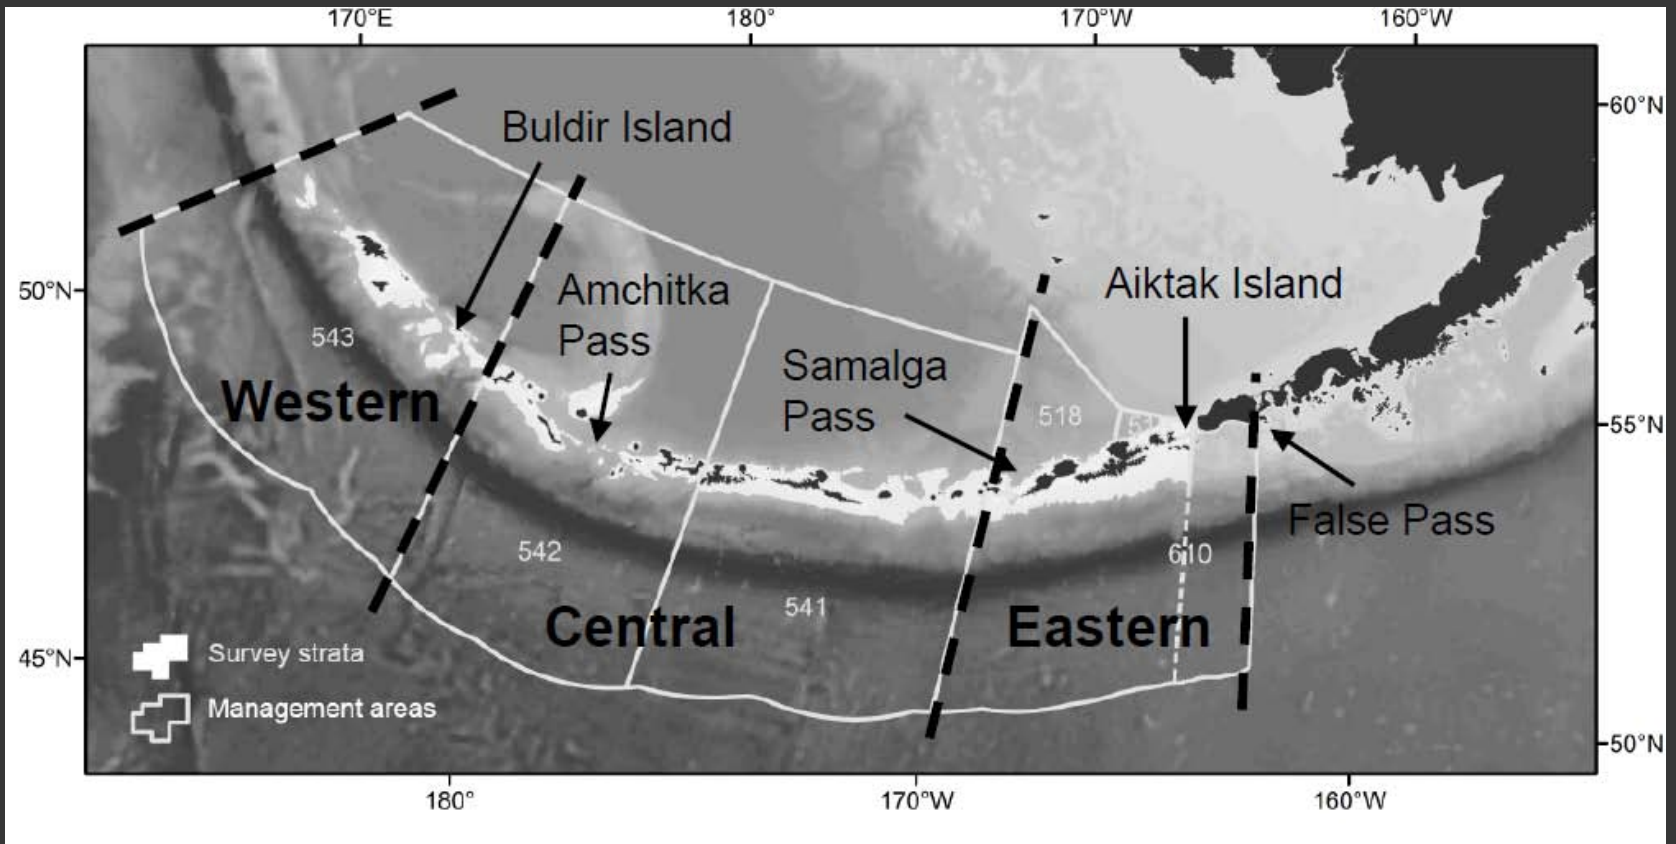 170°E 180° 170°W 160°W
60°N
Buldir Island
50°N
Amchitka
Pass
Aiktak Island
543
Samalga
Pass
Western
518
55°N
False Pass
542
610
541
Central
Eastern
45°N
Survey strata
Management areas
50°N
180° 170°W 160°W